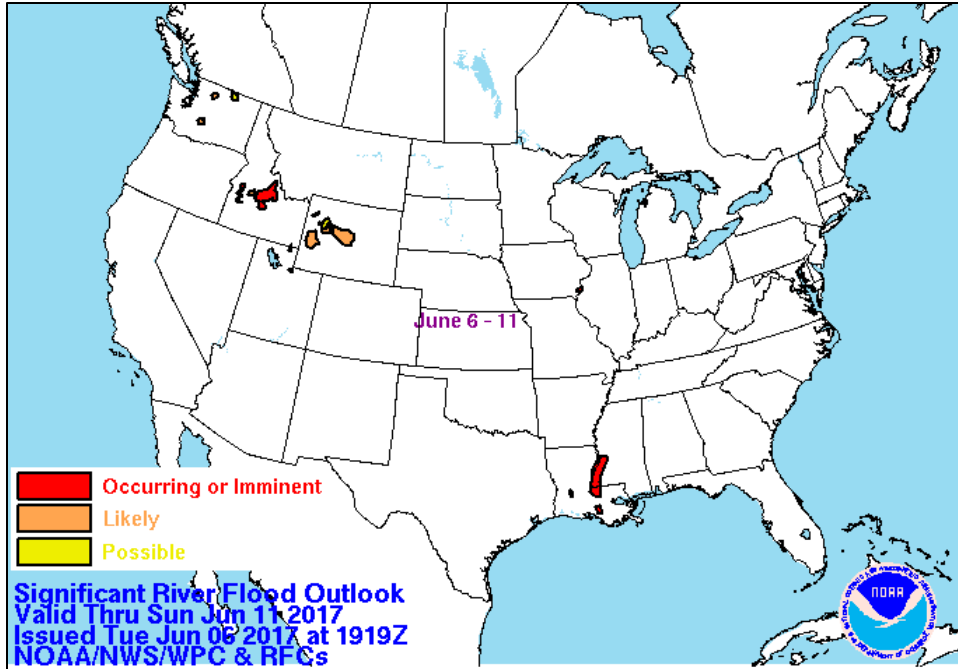 June 6 - 11
Occurring or Imminent
Likely
Possible
Significant River Flood Outlook
Valid Thru Sun Jun 11 2017
Issued Tue Jun 06 2017 at 1919Z
NOAA/NWS/WPC & RFCs
NOAA